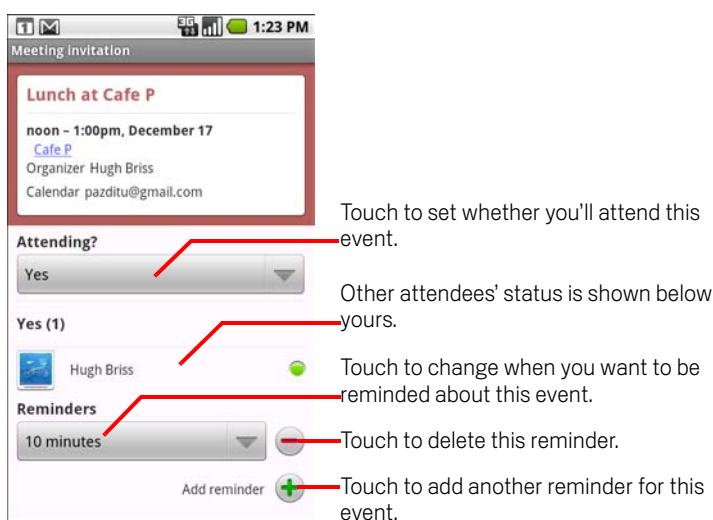 1 3G 1:23 PM
Meeting invitation
Lunch at Cafe P
noon – 1:00pm, December 17
Cafe P
Organizer Hugh Briss
Calendar pazditu@gmail.com
Attending?
Yes
Yes (1)
Hugh Briss
Reminders
10 minutes
Add reminder
Touch to set whether you’ll attend this
event.
Other attendees’ status is shown below
yours.
Touch to change when you want to be
reminded about this event.
Touch to delete this reminder.
Touch to add another reminder for this
event.